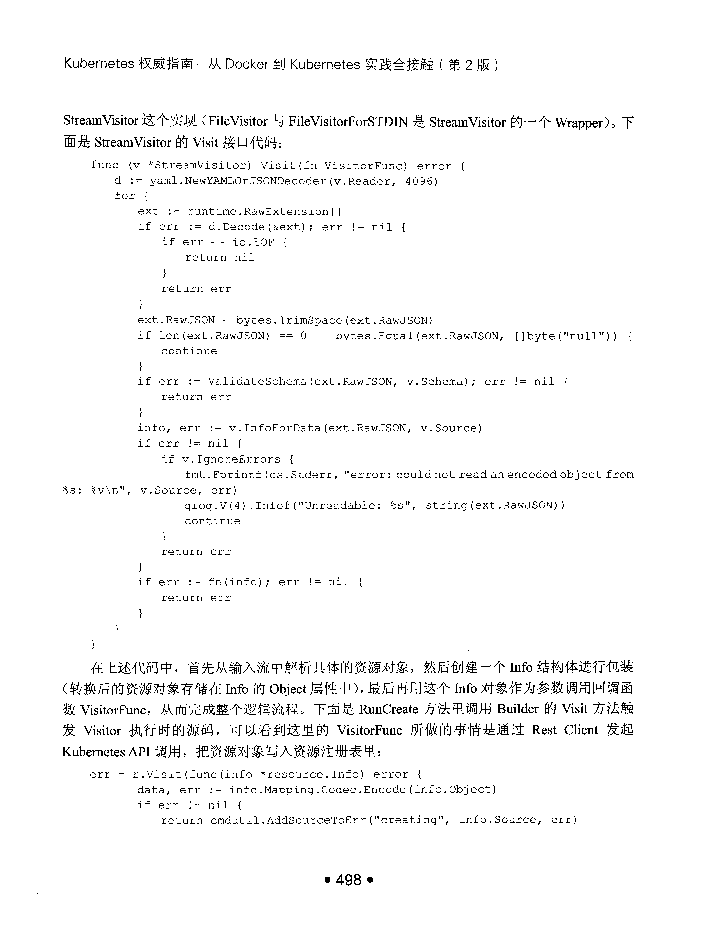 Kubernetes 权威指南：从 Docker 到 Kubernetes 实践全接触（第 2 版）
StreamVisitor 这个实现（FileVisitor 与 FileVisitorForSTDIN 是 StreamVisitor 的一个 Wrapper）。下
面是 StreamVisitor 的 Visit 接口代码：
func (v *StreamVisitor) Visit(fn VisitorFunc) error {
d := yaml.NewYAMLOrJSONDecoder(v.Reader, 4096)
for {
ext := runtime.RawExtension{}
if err := d.Decode(&ext); err != nil {
if err == io.EOF {
return nil
}
return err
}
ext.RawJSON = bytes.TrimSpace(ext.RawJSON)
if len(ext.RawJSON) == 0 || bytes.Equal(ext.RawJSON, []byte("null")) {
continue
}
if err := ValidateSchema(ext.RawJSON, v.Schema); err != nil {
return err
}
info, err := v.InfoForData(ext.RawJSON, v.Source)
if err != nil {
if v.IgnoreErrors {
fmt.Fprintf(os.Stderr, "error: could not read an encoded object from
%s: %v\n", v.Source, err)
glog.V(4).Infof("Unreadable: %s", string(ext.RawJSON))
continue
}
return err
}
if err := fn(info); err != nil {
return err
}
}
}
在上述代码中，首先从输入流中解析具体的资源对象，然后创建一个 Info 结构体进行包装
（转换后的资源对象存储在 Info 的 Object 属性中），最后再用这个 Info 对象作为参数调用回调函
数 VisitorFunc，从而完成整个逻辑流程。下面是 RunCreate 方法里调用 Builder 的 Visit 方法触
发 Visitor 执行时的源码，可以看到这里的 VisitorFunc 所做的事情是通过 Rest Client 发起
Kubernetes API 调用，把资源对象写入资源注册表里：
err = r.Visit(func(info *resource.Info) error {
data, err := info.Mapping.Codec.Encode(info.Object)
if err != nil {
return cmdutil.AddSourceToErr("creating", info.Source, err)
• 498 •